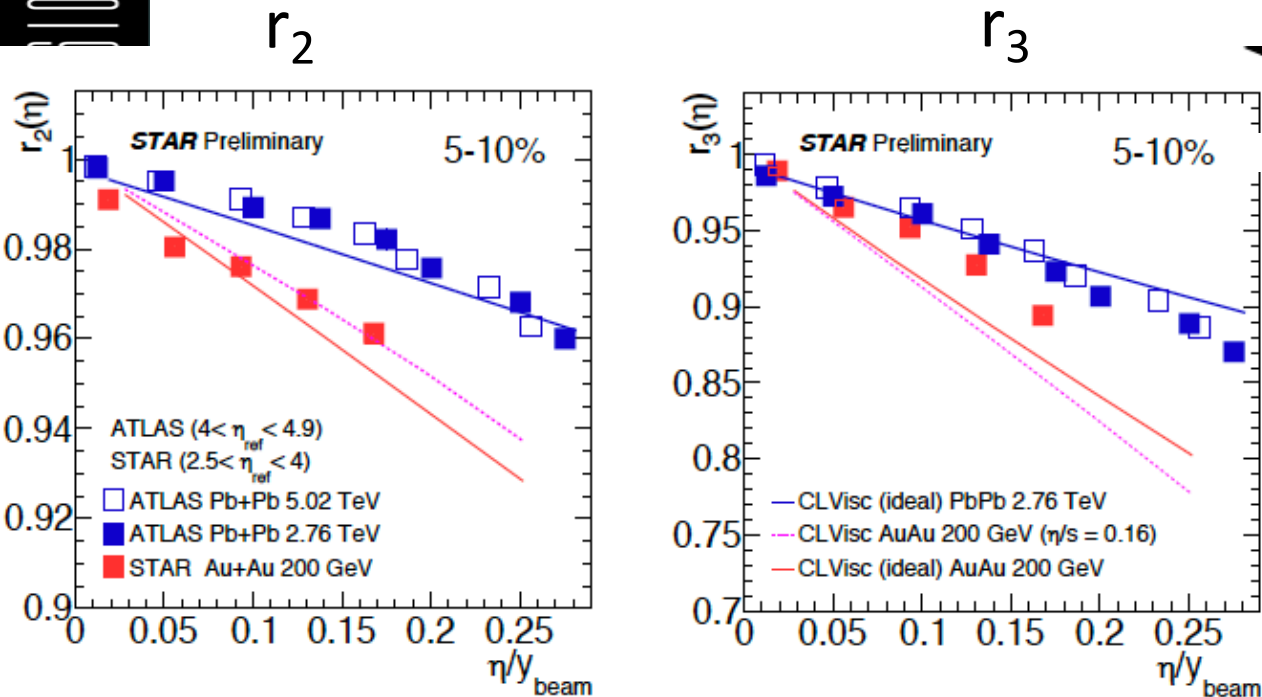 r2
r3
r2(η)
STAR Preliminary
5-10%
1
0.98
0.96
0.94
0.92
0.9
ATLAS (4< ηref < 4.9)
STAR (2.5< ηref < 4)
ATLAS Pb+Pb 5.02 TeV
ATLAS Pb+Pb 2.76 TeV
STAR Au+Au 200 GeV
0 0.05 0.1 0.15 0.2 0.25
η/ybeam
r3(η)
STAR Preliminary
5-10%
1
0.95
0.9
0.85
0.8
0.75
0.7
CLVisc (ideal) PbPb 2.76 TeV
CLVisc AuAu 200 GeV (η/s = 0.16)
CLVisc (ideal) AuAu 200 GeV
0 0.05 0.1 0.15 0.2 0.25
η/ybeam